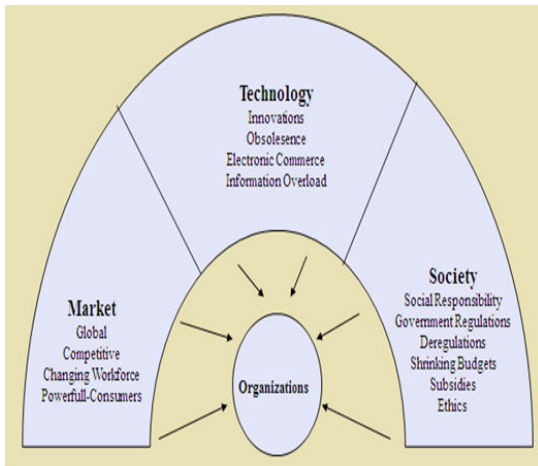 Technology
Innovations
Obsolesence
Electronic Commerce
Information Overload
Market
Global
Competitive
Changing Workforce
Powerfull-Consumers
Society
Social Responsibility
Government Regulations
Deregulations
Shrinking Budgets
Subsidies
Ethics
Organizations